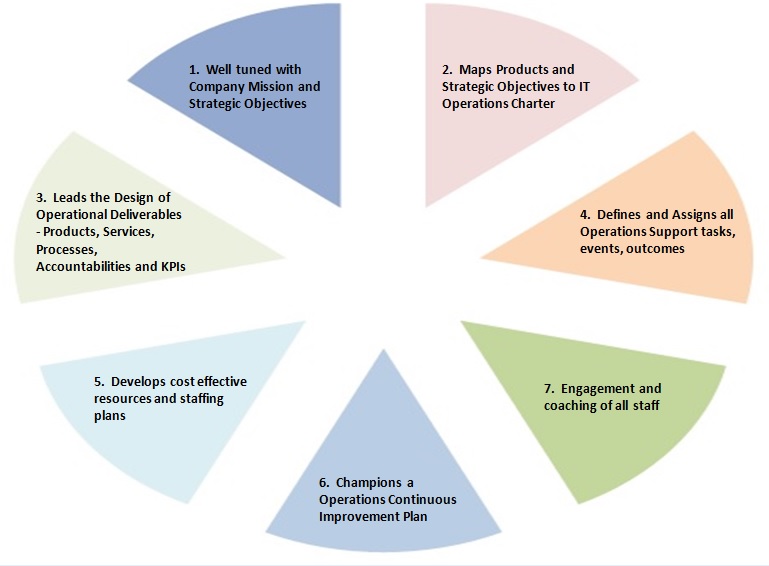 1. Well tuned with
Company Mission and
Strategic Objectives
2. Maps Products and
Strategic Objectives to IT
Operations Charter
3. Leads the Design of
Operational Deliverables
- Products, Services,
Processes,
Accountabilities and KPIs
4. Defines and Assigns all
Operations Support tasks,
events, outcomes
5. Develops cost effective
resources and staffing
plans
6. Champions a
Operations Continuous
Improvement Plan
7. Engagement and
coaching of all staff